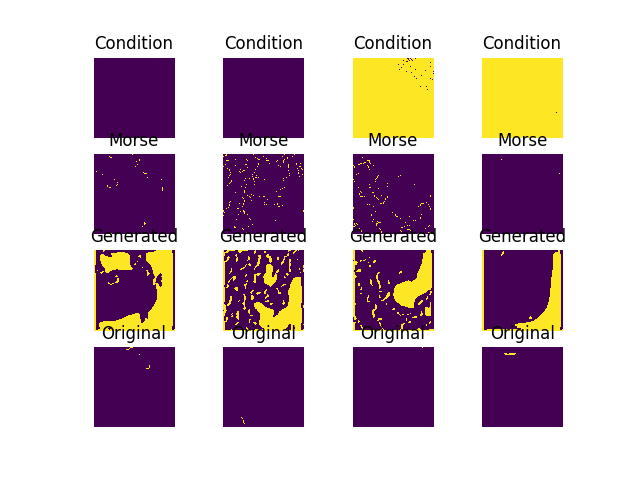 Condition Condition Condition Condition
Morse Morse Morse Morse
Generated Generated Generated Generated
Original Original Original Original